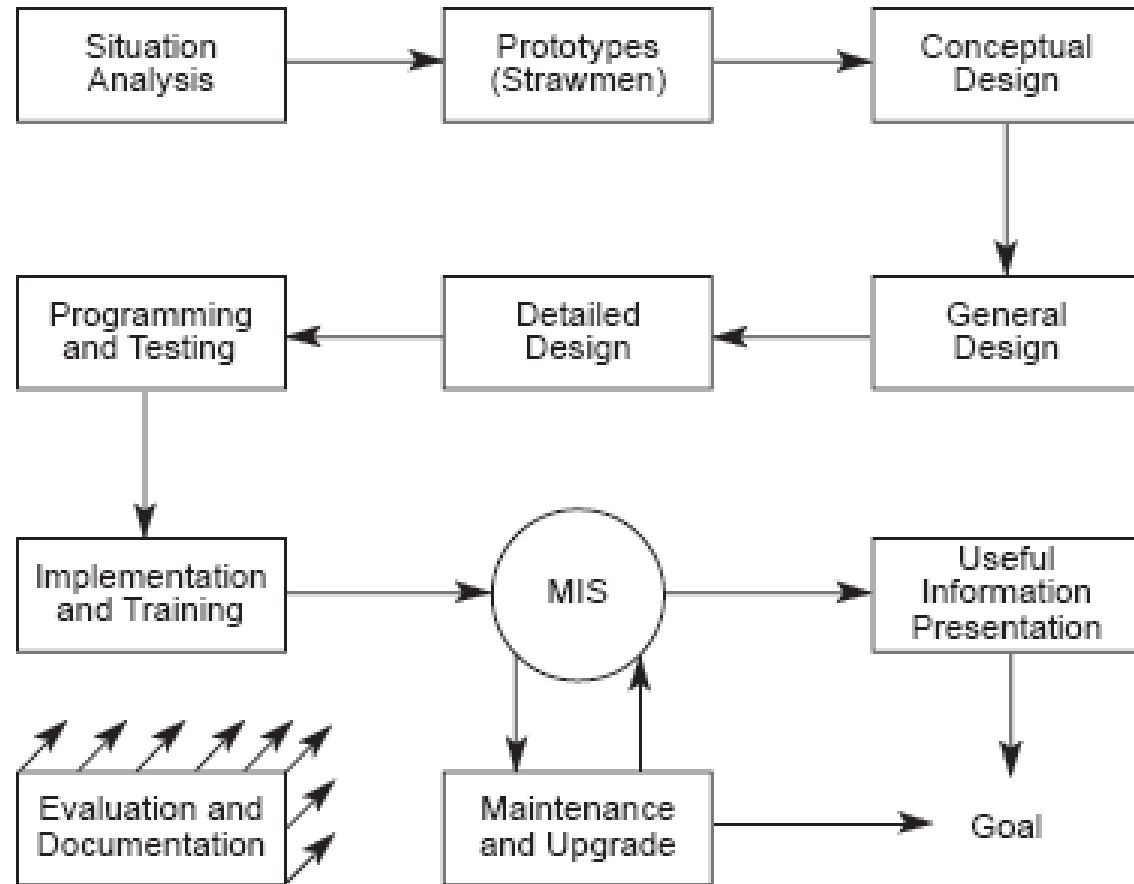 Situation
Analysis
Prototypes
(Strawmen)
Conceptual
Design
Programming
and Testing
Detailed
Design
General
Design
Implementation
and Training
MIS
Useful
Information
Presentation
Evaluation and
Documentation
Maintenance
and Upgrade
Goal